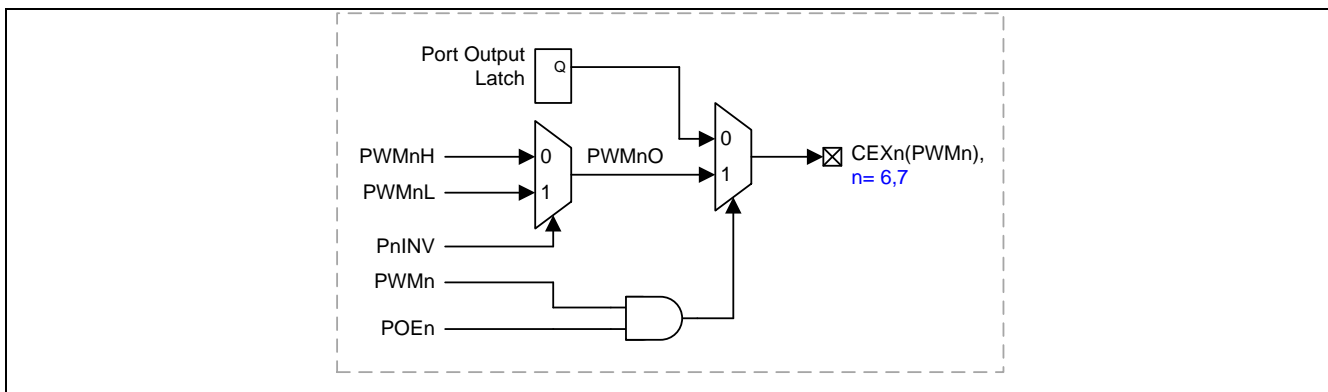 Port Output
Latch
Q
0
1
CEXn(PWMn),
n= 6,7
PWMnH
PWMnL
0
1
PWMnO
PnINV
PWMn
POEn